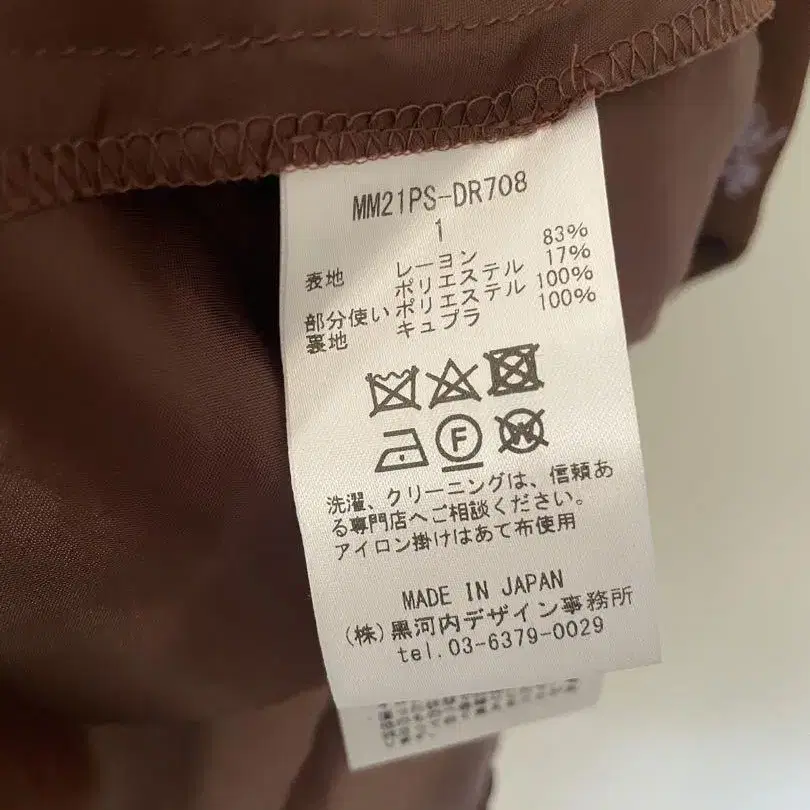 MM21PS-DR708
1
表地 レーヨン 83%
ポリエステル 17%
部分使い ポリエステル 100%
裏地 キュプラ 100%
F W
洗濯、クリーニングは、信頼あ
る専門店へご相談ください。
アイロン掛けはあて布使用
MADE IN JAPAN
(株)黒河内デザイン事務所
tel.03-6379-0029